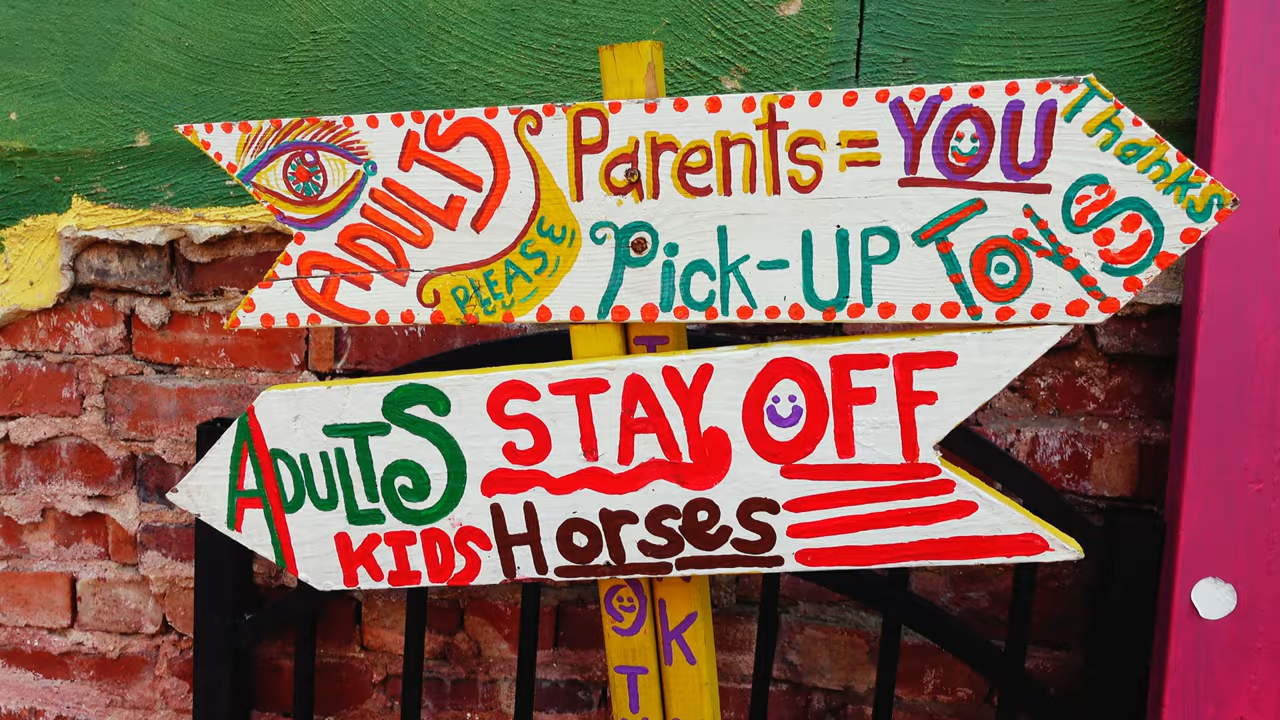 ADULTS PLEASE Parents = YOU Thanks
Pick-UP TOYS
ADULTS STAY OFF
KIDS Horses